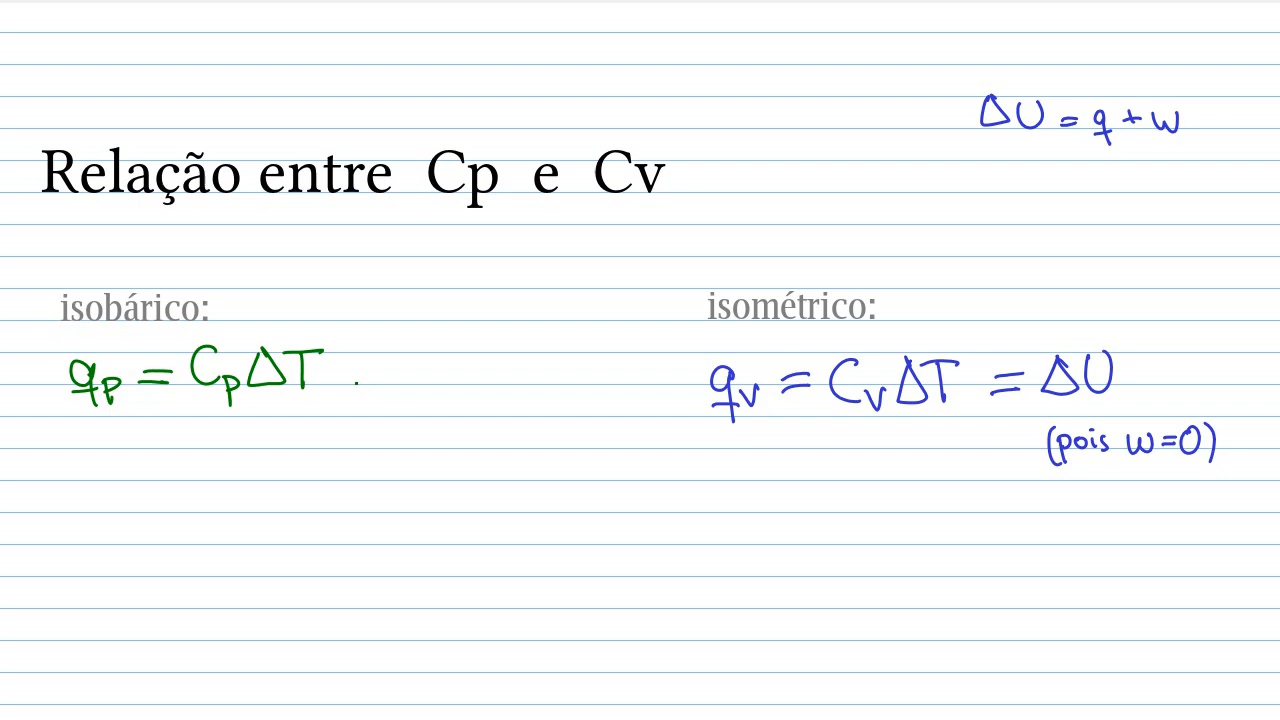 ΔU = q + w
Relação entre Cp e Cv
isobárico:
isométrico:
qp = CpΔT .
qv = CvΔT = ΔU
(pois w=0)